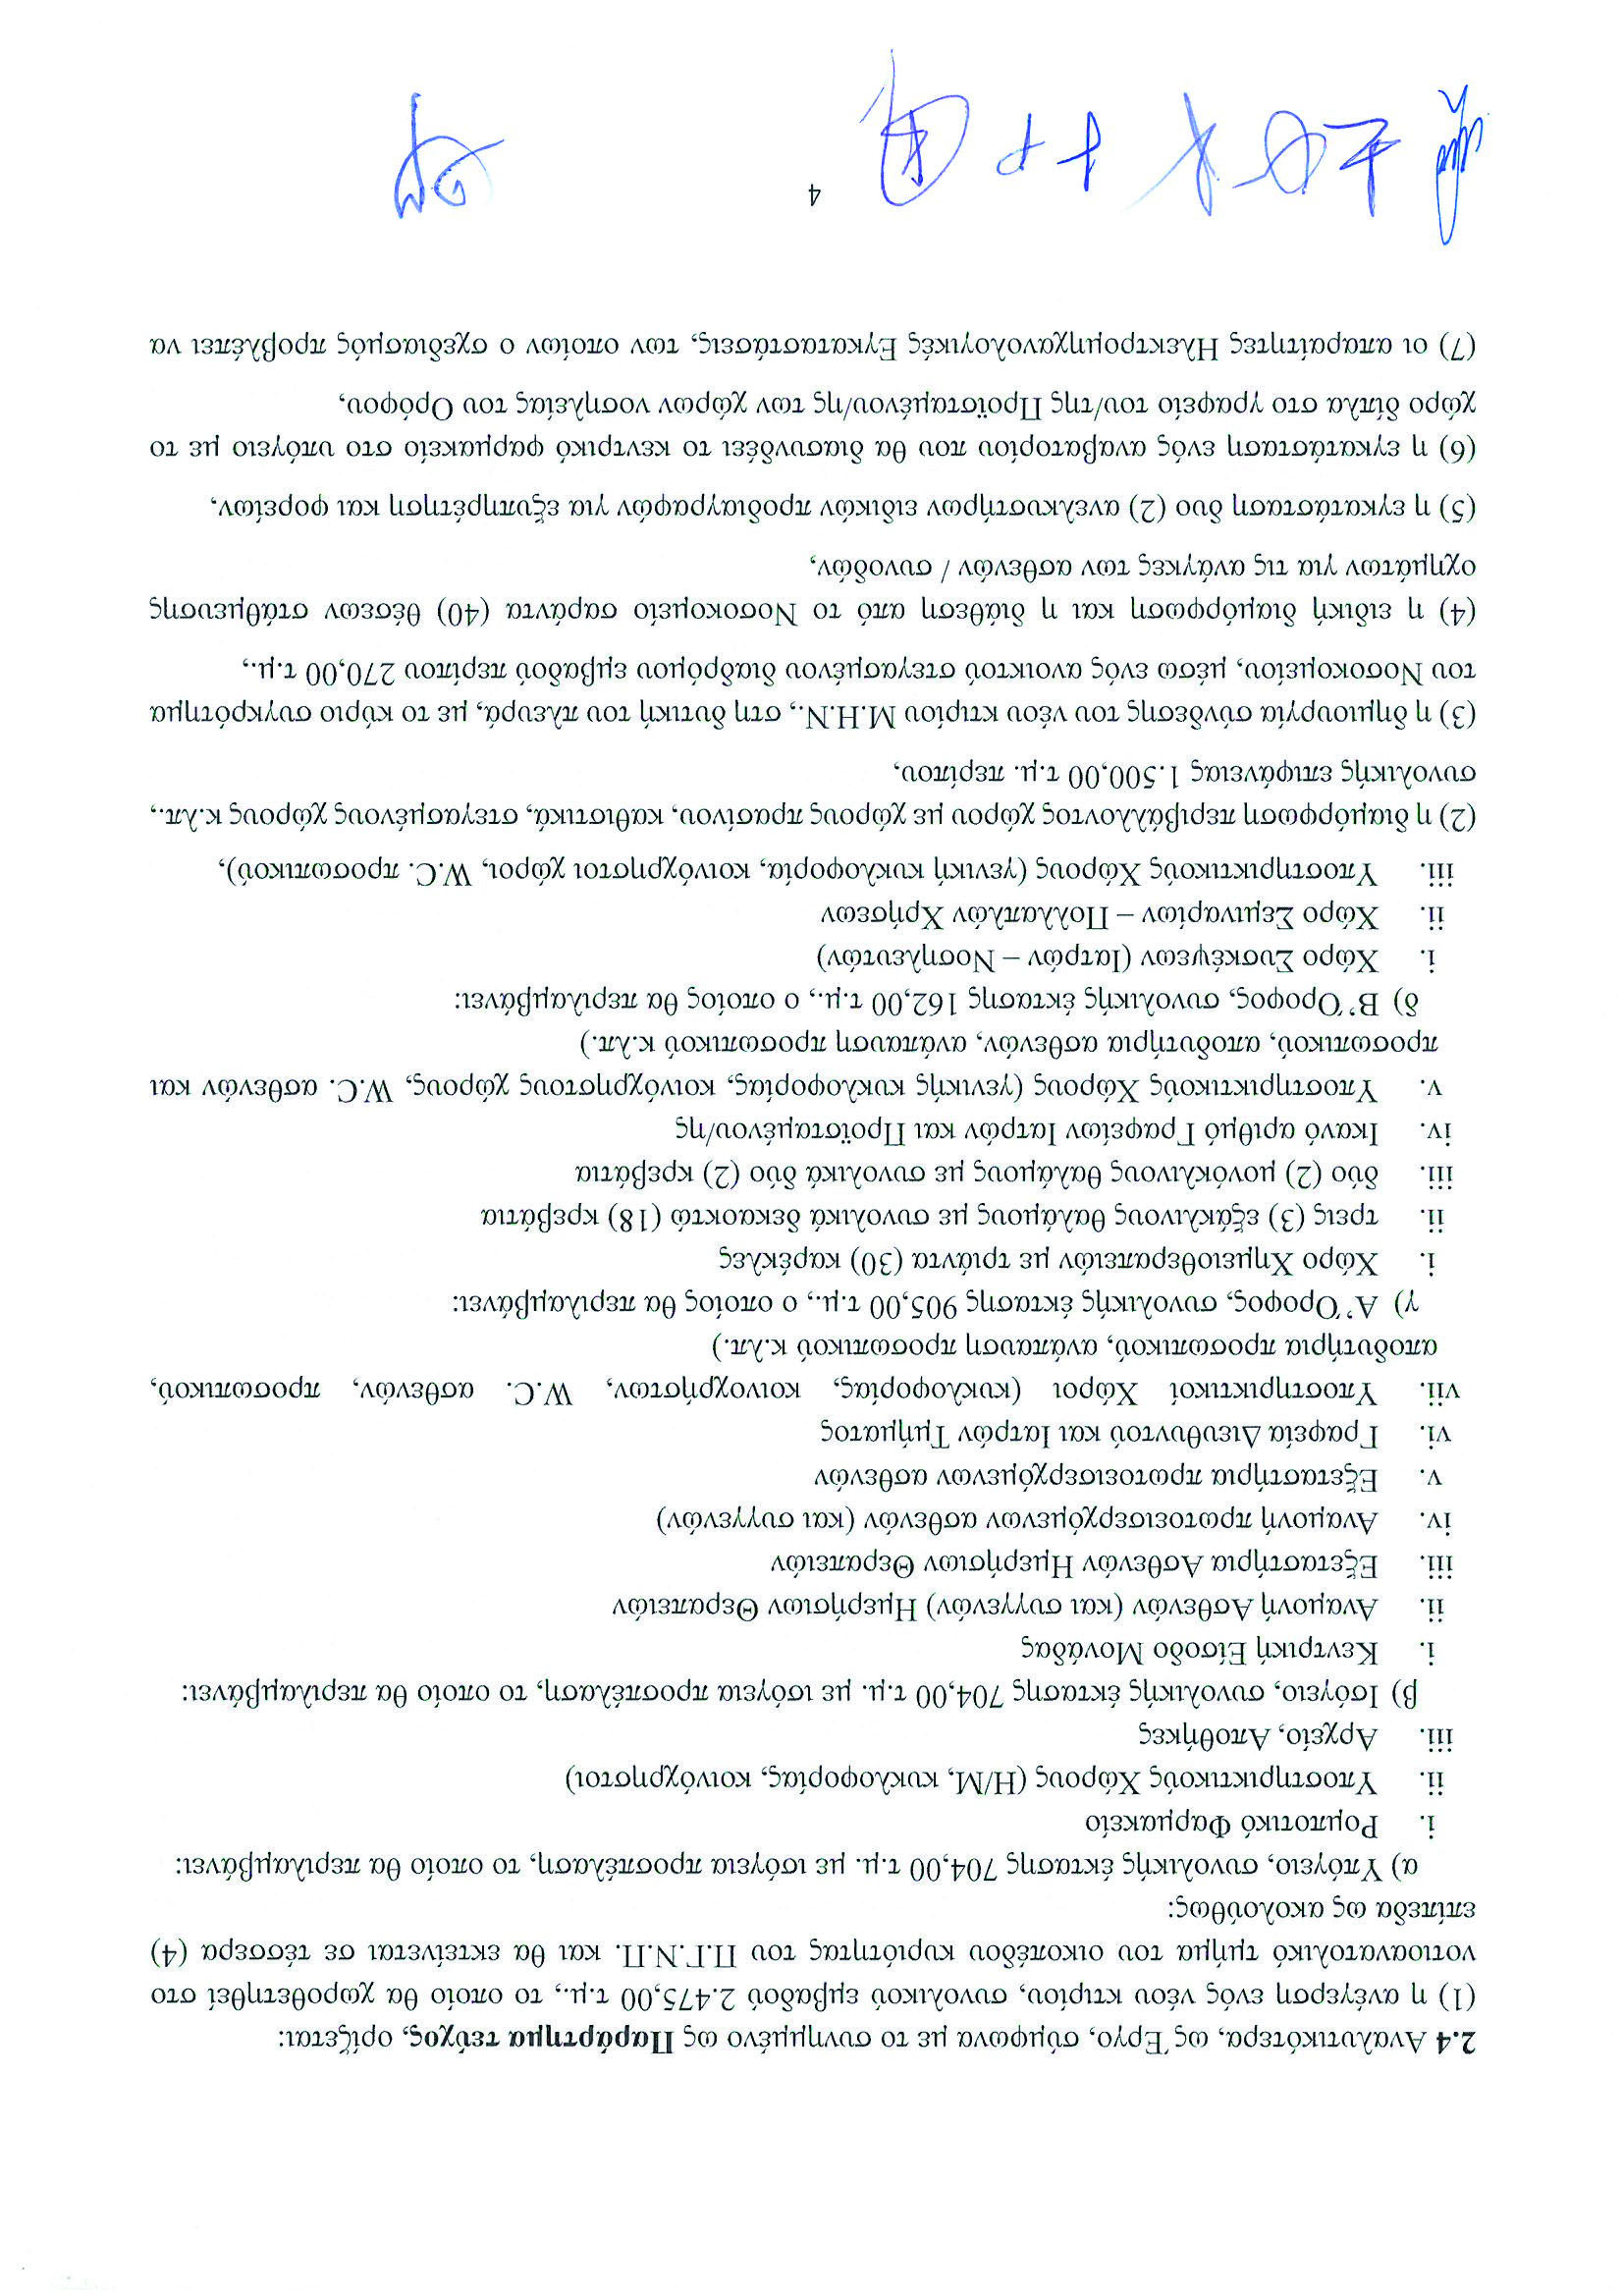 2.4 Αναλυτικότερα, ως Έργο, σύμφωνα με το συνημμένο ως Παράρτημα τεύχος, ορίζεται:
(1) η ανέγερση ενός νέου κτιρίου, συνολικού εμβαδού 2.475,00 τ.μ., το οποίο θα χωροθετηθεί στο
νοτιοανατολικό τμήμα του οικοπέδου κυριότητας του Π.Γ.Ν.Π. και θα εκτείνεται σε τέσσερα (4)
επίπεδα ως ακολούθως:
α) Υπόγειο, συνολικής έκτασης 704,00 τ.μ. με ισόγεια προσπέλαση, το οποίο θα περιλαμβάνει:
i. Ρομποτικό Φαρμακείο
ii. Υποστηρικτικούς Χώρους (Η/Μ, κυκλοφορίας, κοινόχρηστοι)
iii. Αρχείο, Αποθήκες
β) Ισόγειο, συνολικής έκτασης 704,00 τ.μ. με ισόγεια προσπέλαση, το οποίο θα περιλαμβάνει:
i. Κεντρική Είσοδο Μονάδας
ii. Αναμονή Ασθενών (και συγγενών) Ημερήσιων Θεραπειών
iii. Εξεταστήρια Ασθενών Ημερήσιων Θεραπειών
iv. Αναμονή πρωτοεισερχόμενων ασθενών (και συγγενών)
v. Εξεταστήρια πρωτοεισερχόμενων ασθενών
vi. Γραφεία Διευθυντού και Ιατρών Τμήματος
vii. Υποστηρικτικοί Χώροι (κυκλοφορίας, κοινοχρήστων, W.C. ασθενών, προσωπικού,
αποδυτήρια προσωπικού, ανάπαυση προσωπικού κ.λπ.)
γ) Α’ Όροφος, συνολικής έκτασης 905,00 τ.μ., ο οποίος θα περιλαμβάνει:
i. Χώρο Χημειοθεραπειών με τριάντα (30) καρέκλες
ii. τρεις (3) εξάκλινους θαλάμους με συνολικά δεκαοκτώ (18) κρεβάτια
iii. δύο (2) μονόκλινους θαλάμους με συνολικά δύο (2) κρεβάτια
iv. Ικανό αριθμό Γραφείων Ιατρών και Προϊσταμένου/ης
v. Υποστηρικτικούς Χώρους (γενικής κυκλοφορίας, κοινόχρηστους χώρους, W.C. ασθενών και
προσωπικού, αποδυτήρια ασθενών, ανάπαυση προσωπικού κ.λπ.)
δ) Β’ Όροφος, συνολικής έκτασης 162,00 τ.μ., ο οποίος θα περιλαμβάνει:
i. Χώρο Συσκέψεων (Ιατρών – Νοσηλευτών)
ii. Χώρο Σεμιναρίων – Πολλαπλών Χρήσεων
iii. Υποστηρικτικούς Χώρους (γενική κυκλοφορία, κοινόχρηστοι χώροι, W.C. προσωπικού),
(2) η διαμόρφωση περιβάλλοντος χώρου με χώρους πρασίνου, καθιστικά, στεγασμένους χώρους κ.λπ.,
συνολικής επιφάνειας 1.500,00 τ.μ. περίπου,
(3) η δημιουργία σύνδεσης του νέου κτιρίου Μ.Η.Ν., στη δυτική του πλευρά, με το κύριο συγκρότημα
του Νοσοκομείου, μέσω ενός ανοικτού στεγασμένου διαδρόμου εμβαδού περίπου 270,00 τ.μ.,
(4) η ειδική διαμόρφωση και η διάθεση από το Νοσοκομείο σαράντα (40) θέσεων στάθμευσης
οχημάτων για τις ανάγκες των ασθενών / συνοδών,
(5) η εγκατάσταση δυο (2) ανελκυστήρων ειδικών προδιαγραφών για εξυπηρέτηση και φορείων,
(6) η εγκατάσταση ενός αναβατορίου που θα διασυνδέει το κεντρικό φαρμακείο στο υπόγειο με το
χώρο δίπλα στο γραφείο του/της Προϊσταμένου/ης των χώρων νοσηλείας του Ορόφου,
(7) οι απαραίτητες Ηλεκτρομηχανολογικές Εγκαταστάσεις, των οποίων ο σχεδιασμός προβλέπει να
4